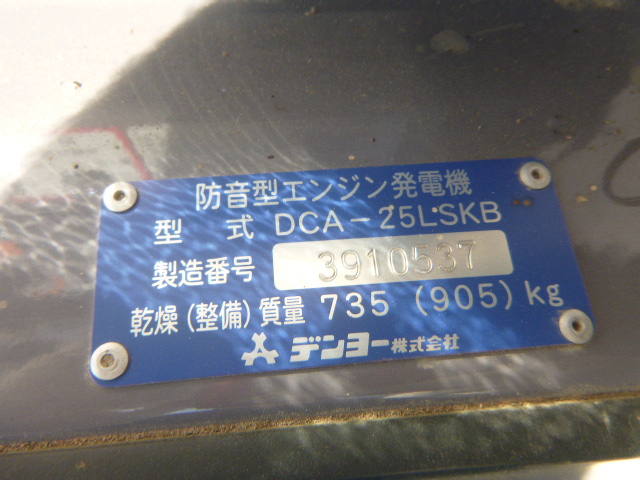 防音型エンジン発電機
型 式 DCA-25LSKB
製造番号 3910537
乾燥(整備)質量 735 (905) kg
デンヨー株式会社